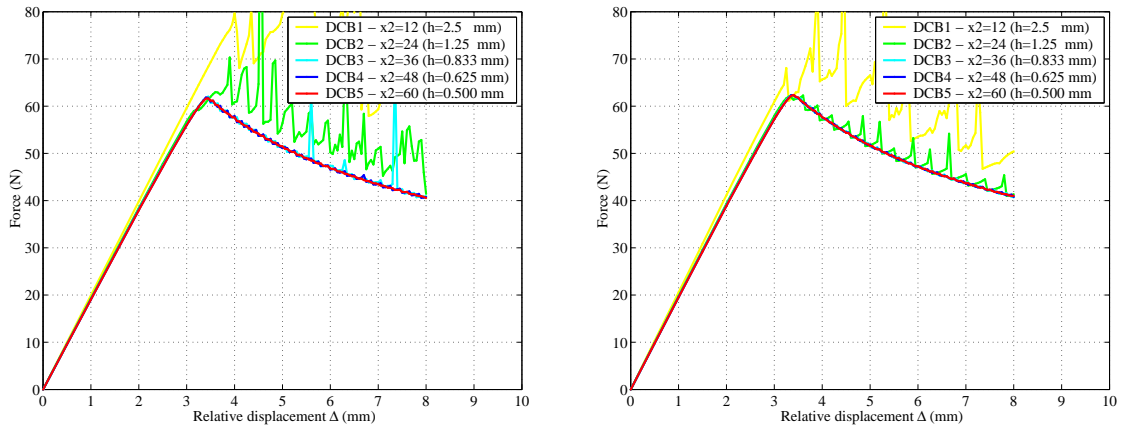 80
70
60
50
40
30
20
10
0
Force (N)
0 1 2 3 4 5 6 7 8 9 10
Relative displacement Δ (mm)
DCB1 − x2=12 (h=2.5   mm)
DCB2 − x2=24 (h=1.25  mm)
DCB3 − x2=36 (h=0.833 mm)
DCB4 − x2=48 (h=0.625 mm)
DCB5 − x2=60 (h=0.500 mm
80
70
60
50
40
30
20
10
0
Force (N)
0 1 2 3 4 5 6 7 8 9 10
Relative displacement Δ (mm)
DCB1 − x2=12 (h=2.5   mm)
DCB2 − x2=24 (h=1.25  mm)
DCB3 − x2=36 (h=0.833 mm)
DCB4 − x2=48 (h=0.625 mm)
DCB5 − x2=60 (h=0.500 mm